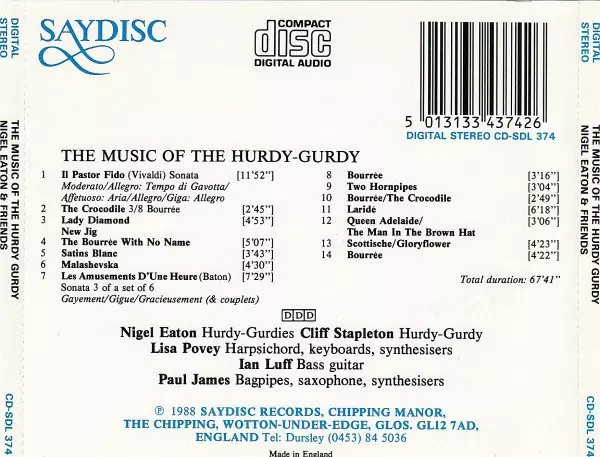 SAYDISC
COMPACT
disc
DIGITAL AUDIO
5 013133 437426
DIGITAL STEREO CD-SDL 374
THE MUSIC OF THE HURDY-GURDY
1 Il Pastor Fido (Vivaldi) Sonata [11'52"]
Moderato/Allegro: Tempo di Gavotta/
Affetuoso: Aria/Allegro/Giga: Allegro
2 The Crocodile 3/8 Bourrée [2'45"]
3 Lady Diamond [4'53"]
New Jig
4 The Bourrée With No Name [5'07"]
5 Satins Blanc [3'43"]
6 Malashevska [4'30"]
7 Les Amusements D'Une Heure (Baton) [7'29"]
Sonata 3 of a set of 6
Gayement/Gigue/Gracieusement (& couplets)
8 Bourrée [3'16"]
9 Two Hornpipes [3'04"]
10 Bourrée/The Crocodile [2'49"]
11 Laridé [6'18"]
12 Queen Adelaide/ [3'06"]
The Man In The Brown Hat
13 Scottische/Gloryflower [4'23"]
14 Bourrée [4'22"]
Total duration: 67'41"
DDD
Nigel Eaton Hurdy-Gurdies Cliff Stapleton Hurdy-Gurdy
Lisa Povey Harpsichord, keyboards, synthesisers
Ian Luff Bass guitar
Paul James Bagpipes, saxophone, synthesisers
℗ 1988 SAYDISC RECORDS, CHIPPING MANOR,
THE CHIPPING, WOTTON-UNDER-EDGE, GLOS. GL12 7AD,
ENGLAND Tel: Dursley (0453) 84 5036
Made in England
DIGITAL
STEREO
THE MUSIC OF THE HURDY GURDY
NIGEL EATON & FRIENDS
CD-SDL 374
DIGITAL
STEREO
THE MUSIC OF THE HURDY GURDY
NIGEL EATON & FRIENDS
CD-SDL 374